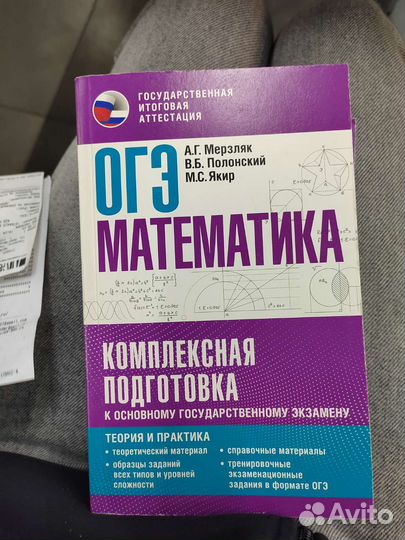 ГОСУДАРСТВЕННАЯ
ИТОГОВАЯ
АТТЕСТАЦИЯ
ОГЭ
А.Г. Мерзляк
В.Б. Полонский
М.С. Якир
МАТЕМАТИКА
КОМПЛЕКСНАЯ
ПОДГОТОВКА
К ОСНОВНОМУ ГОСУДАРСТВЕННОМУ ЭКЗАМЕНУ
ТЕОРИЯ И ПРАКТИКА
• теоретический материал
• образцы заданий
всех типов и уровней
сложности
• справочные материалы
• тренировочные
экзаменационные
задания в формате ОГЭ
Avito